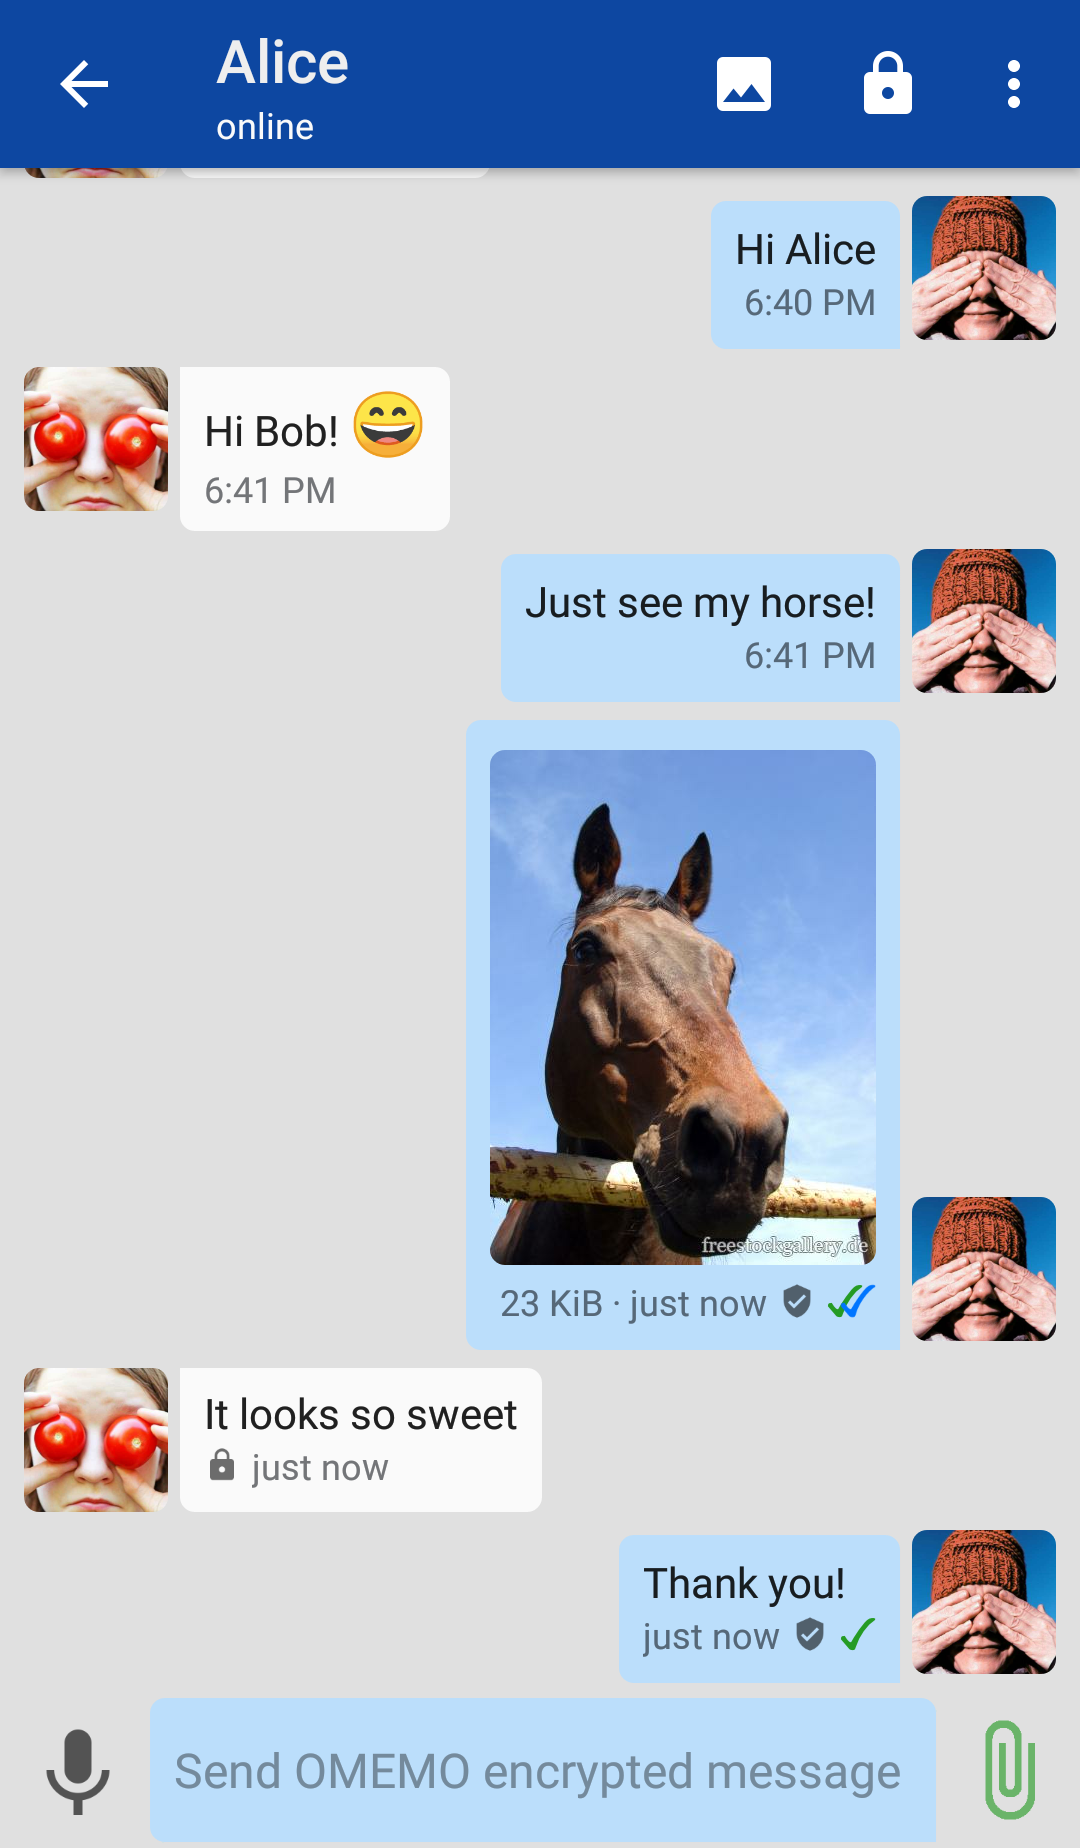 Alice
online
Hi Alice
6:40 PM
Hi Bob! 😄
6:41 PM
Just see my horse!
6:41 PM
freestockgallery.de
23 KiB · just now
It looks so sweet
just now
Thank you!
just now
Send OMEMO encrypted message